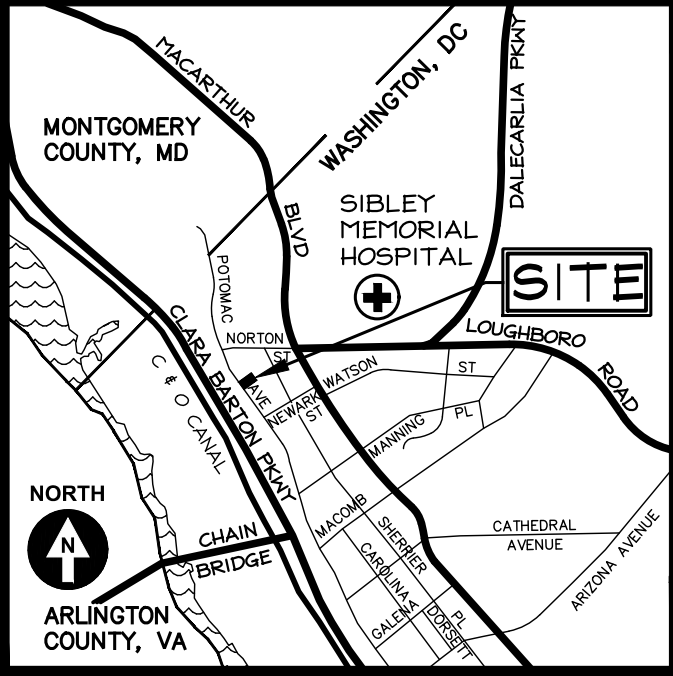 MACARTHUR
BLVD
MONTGOMERY
COUNTY, MD
WASHINGTON, DC
DALECARLIA PKWY
SIBLEY
MEMORIAL
HOSPITAL
SITE
POTOMAC
AVE
NORTON
ST
LOUGHBORO
ROAD
CLARA BARTON PKWY
C & O CANAL
WATSON
ST
NEWARK
ST
MANNING
PL
MACOMB
NORTH
N
CHAIN
BRIDGE
SHERRIER
PL
CATHEDRAL
AVENUE
ARIZONA AVENUE
CAROLINA
GALENA
DORSETT
ARLINGTON
COUNTY, VA